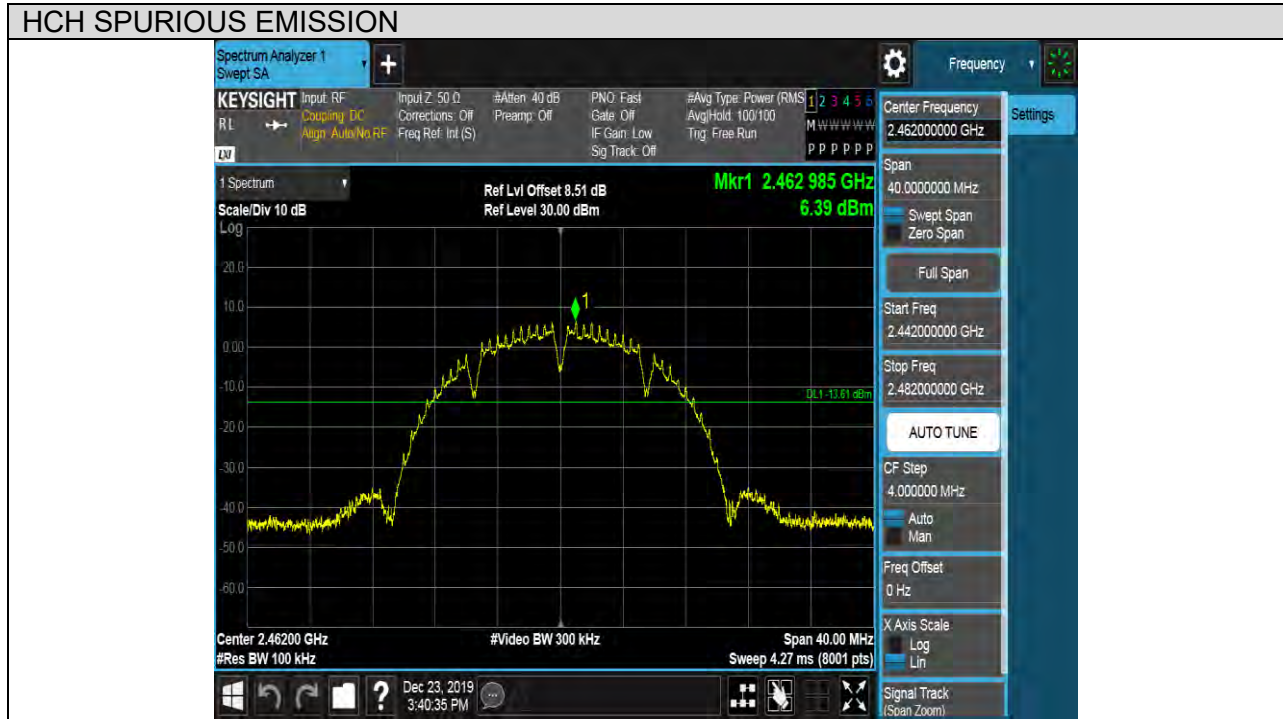 HCH SPURIOUS EMISSION
Spectrum Analyzer 1
Swept SA
Frequency
KEYSIGHT
RL
LXI
Input: RF
Coupling: DC
Align: Auto/No RF
Input Z: 50 Ω
Corrections: Off
Freq Ref: Int (S)
#Atten: 40 dB
Preamp: Off
PNO: Fast
Gate: Off
IF Gain: Low
Sig Track: Off
#Avg Type: Power (RMS
Avg|Hold: 100/100
Trig: Free Run
1 2 3 4 5 6
M W W W W W
P P P P P P
Center Frequency
2.462000000 GHz
Settings
Span
40.0000000 MHz
Swept Span
Zero Span
Full Span
Start Freq
2.442000000 GHz
Stop Freq
2.482000000 GHz
AUTO TUNE
CF Step
4.000000 MHz
Auto
Man
Freq Offset
0 Hz
X Axis Scale
Log
Lin
Signal Track
(Span Zoom)
1 Spectrum
Scale/Div 10 dB
Ref Lvl Offset 8.51 dB
Ref Level 30.00 dBm
Mkr1 2.462 985 GHz
6.39 dBm
Log
20.0
10.0
0.00
-10.0
-20.0
-30.0
-40.0
-50.0
-60.0
1
DL1 -13.61 dBm
Center 2.46200 GHz
#Video BW 300 kHz
Span 40.00 MHz
#Res BW 100 kHz
Sweep 4.27 ms (8001 pts)
?
Dec 23, 2019
3:40:35 PM